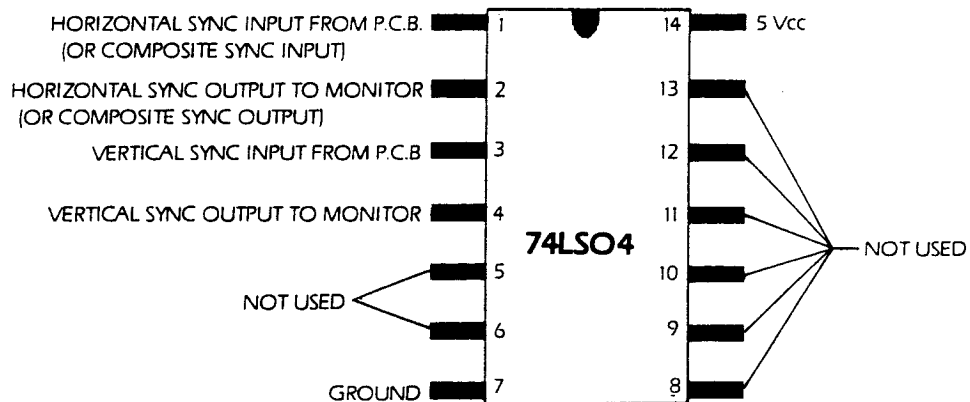 HORIZONTAL SYNC INPUT FROM P.C.B.
(OR COMPOSITE SYNC INPUT)
1
14
5 Vcc
HORIZONTAL SYNC OUTPUT TO MONITOR
(OR COMPOSITE SYNC OUTPUT)
2
13
VERTICAL SYNC INPUT FROM P.C.B
3
12
VERTICAL SYNC OUTPUT TO MONITOR
4
11
74LSO4
NOT USED
5
10
NOT USED
6
9
GROUND
7
8